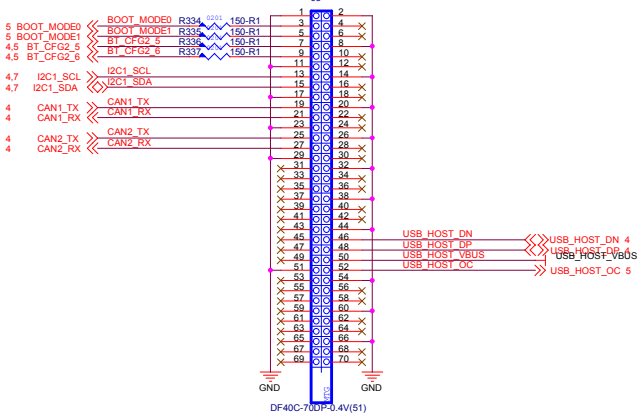 1 2
5 BOOT_MODE0 BOOT_MODE0 R334 0201 150-R1 3 4
5 BOOT_MODE1 BOOT_MODE1 R335 150-R1 5 6
4,5 BT_CFG2_5 BT_CFG2_5 R336 150-R1 7 8
4,5 BT_CFG2_6 BT_CFG2_6 R337 150-R1 9 10
11 12
4,7 I2C1_SCL I2C1_SCL 13 14
4,7 I2C1_SDA I2C1_SDA 15 16
17 18
4 CAN1_TX CAN1_TX 19 20
4 CAN1_RX CAN1_RX 21 22
23 24
4 CAN2_TX CAN2_TX 25 26
4 CAN2_RX CAN2_RX 27 28
29 30
31 32
33 34
35 36
37 38
39 40
41 42
43 44
45 46 USB_HOST_DN USB_HOST_DN 4
47 48 USB_HOST_DP USB_HOST_DP 4
49 50 USB_HOST_VBUS USB_HOST_VBUS
51 52 USB_HOST_OC USB_HOST_OC 5
53 54
55 56
57 58
59 60
61 62
63 64
65 66
67 68
69 70
GND GND
MTG
DF40C-70DP-0.4V(51)